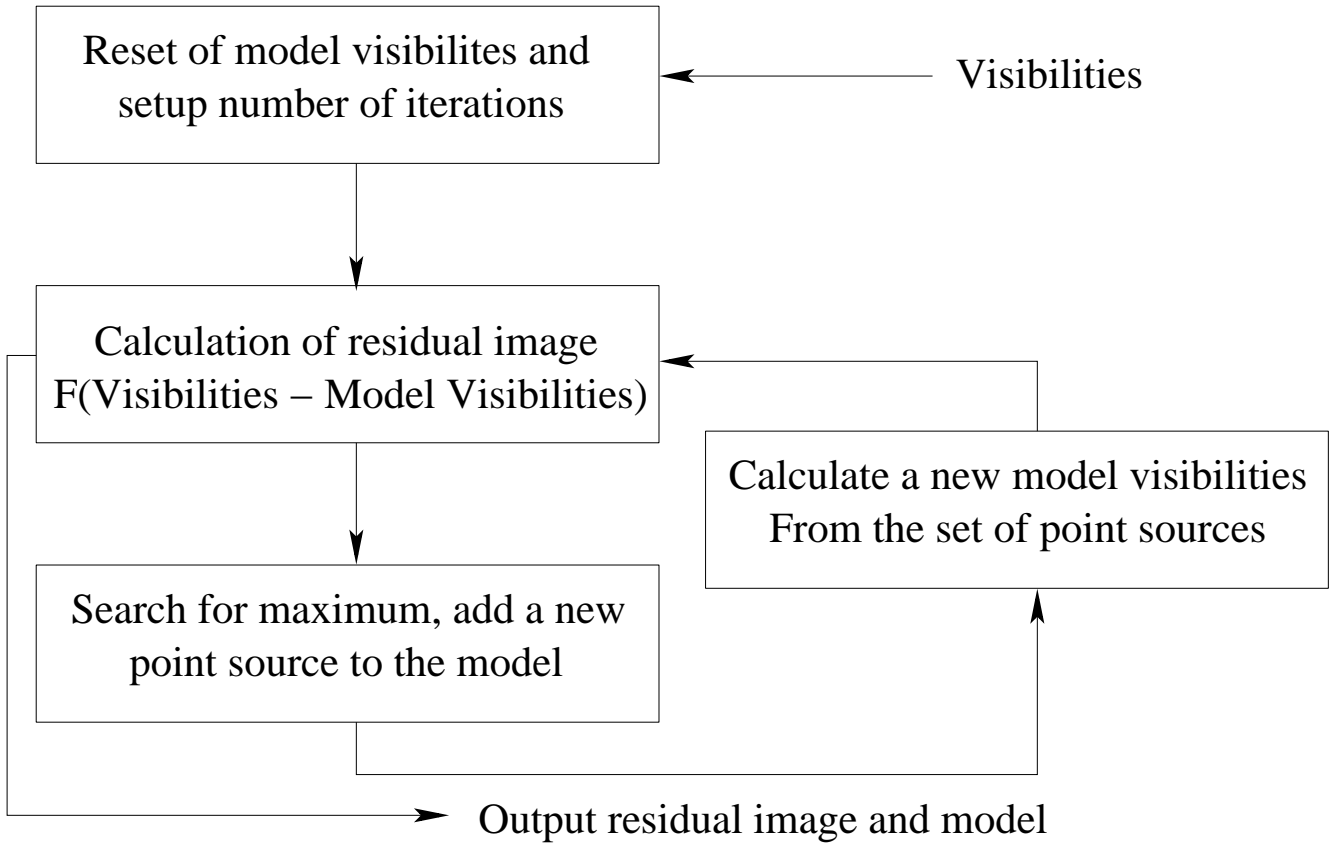 Reset of model visibilites and
setup number of iterations
Visibilities
Calculation of residual image
F(Visibilities – Model Visibilities)
Calculate a new model visibilities
From the set of point sources
Search for maximum, add a new
point source to the model
Output residual image and model